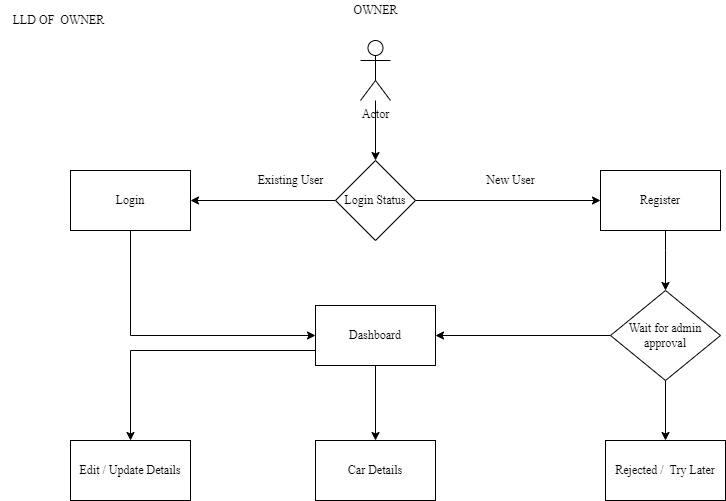 OWNER
LLD OF OWNER
Actor
Existing User
New User
Login
Login Status
Register
Dashboard
Wait for admin
approval
Edit / Update Details
Car Details
Rejected / Try Later